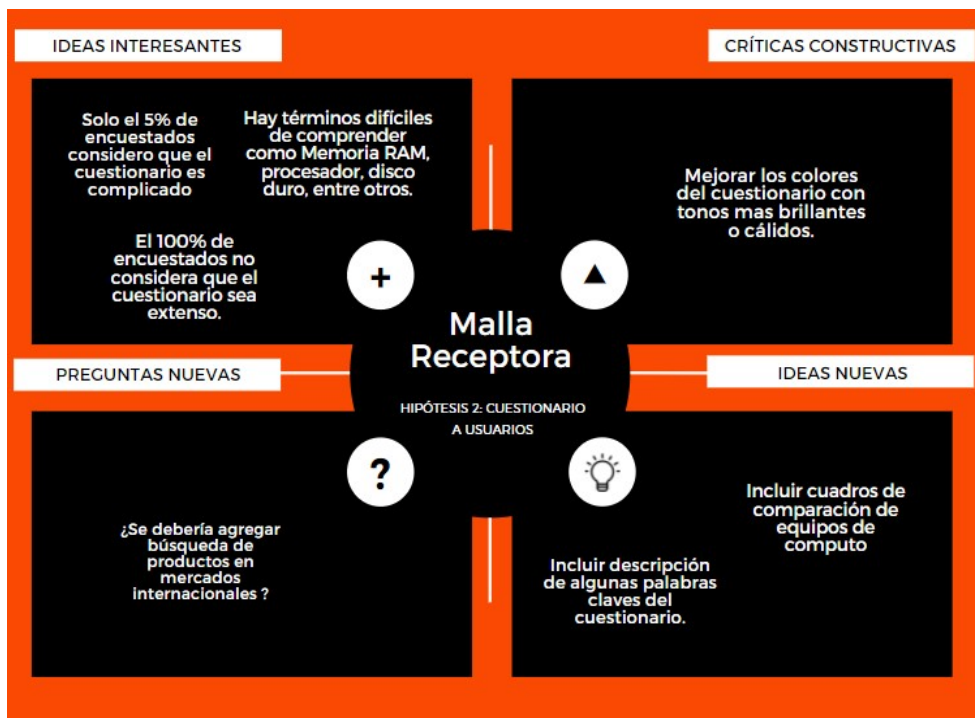 IDEAS INTERESANTES
Solo el 5% de
encuestados
considero que el
cuestionario es
complicado
Hay términos difíciles
de comprender
como Memoria RAM,
procesador, disco
duro, entre otros.
El 100% de
encuestados no
considera que el
cuestionario sea
extenso.
+
CRÍTICAS CONSTRUCTIVAS
Mejorar los colores
del cuestionario con
tonos mas brillantes
o cálidos.
Malla
Receptora
HIPÓTESIS 2: CUESTIONARIO
A USUARIOS
PREGUNTAS NUEVAS
?
¿Se debería agregar
búsqueda de
productos en
mercados
internacionales ?
IDEAS NUEVAS
Incluir cuadros de
comparación de
equipos de
computo
Incluir descripción
de algunas palabras
claves del
cuestionario.